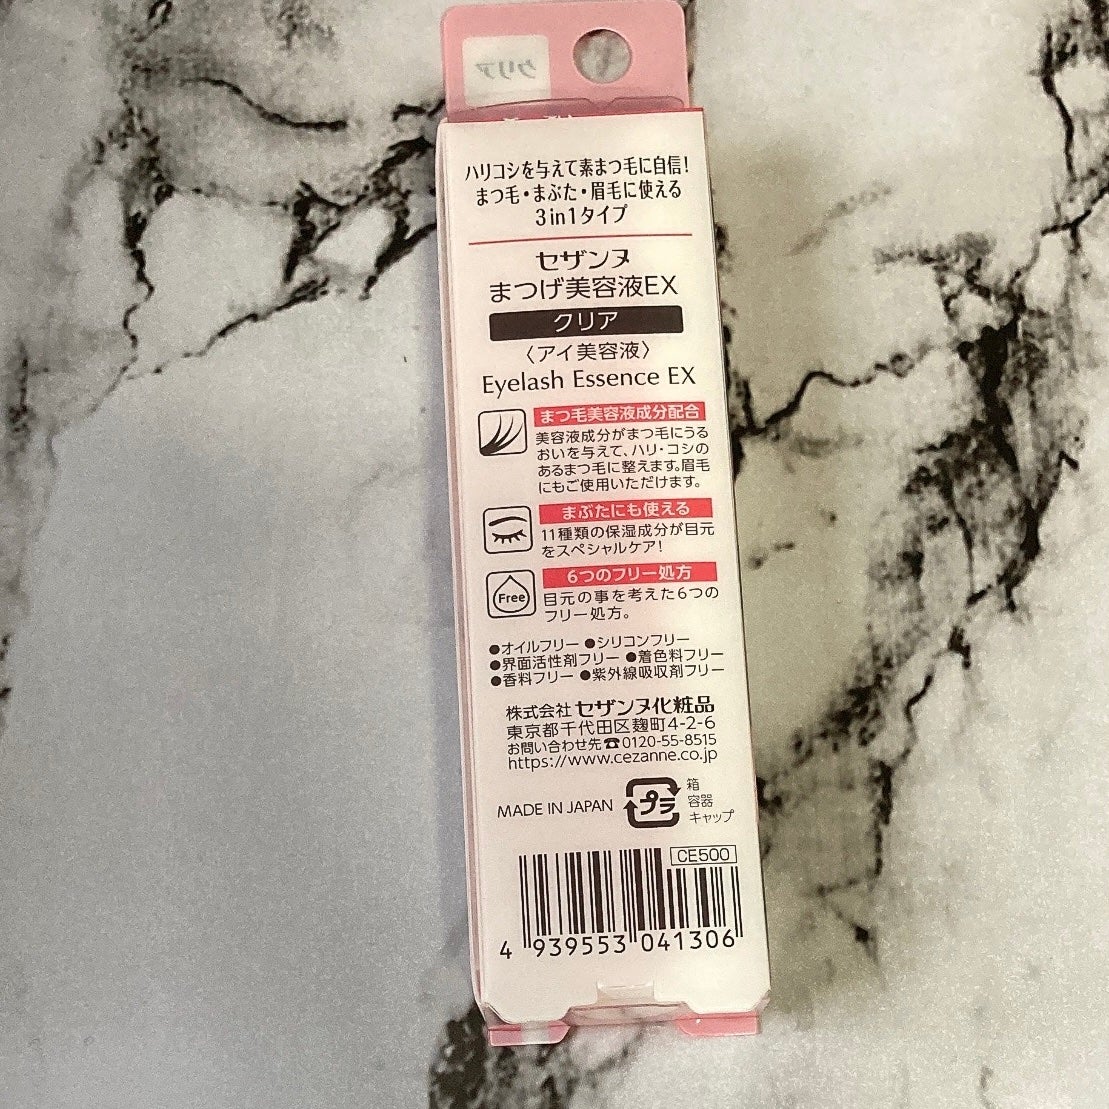 クリア
ハリコシを与えて素まつ毛に自信!
まつ毛・まぶた・眉毛に使える
3in1タイプ
セザンヌ
まつげ美容液EX
クリア
〈アイ美容液〉
Eyelash Essence EX
まつ毛美容液成分配合
美容液成分がまつ毛にうる
おいを与えて、ハリ・コシの
あるまつ毛に整えます。眉毛
にもご使用いただけます。
まぶたにも使える
11種類の保湿成分が目元
をスペシャルケア!
6つのフリー処方
Free
目元の事を考えた6つの
フリー処方。
●オイルフリー ●シリコンフリー
●界面活性剤フリー ●着色料フリー
●香料フリー ●紫外線吸収剤フリー
株式会社 セザンヌ化粧品
東京都千代田区麹町4-2-6
お問い合わせ先☎0120-55-8515
https://www.cezanne.co.jp
MADE IN JAPAN
プラ
箱
容器
キャップ
CE500
4 939553 041306